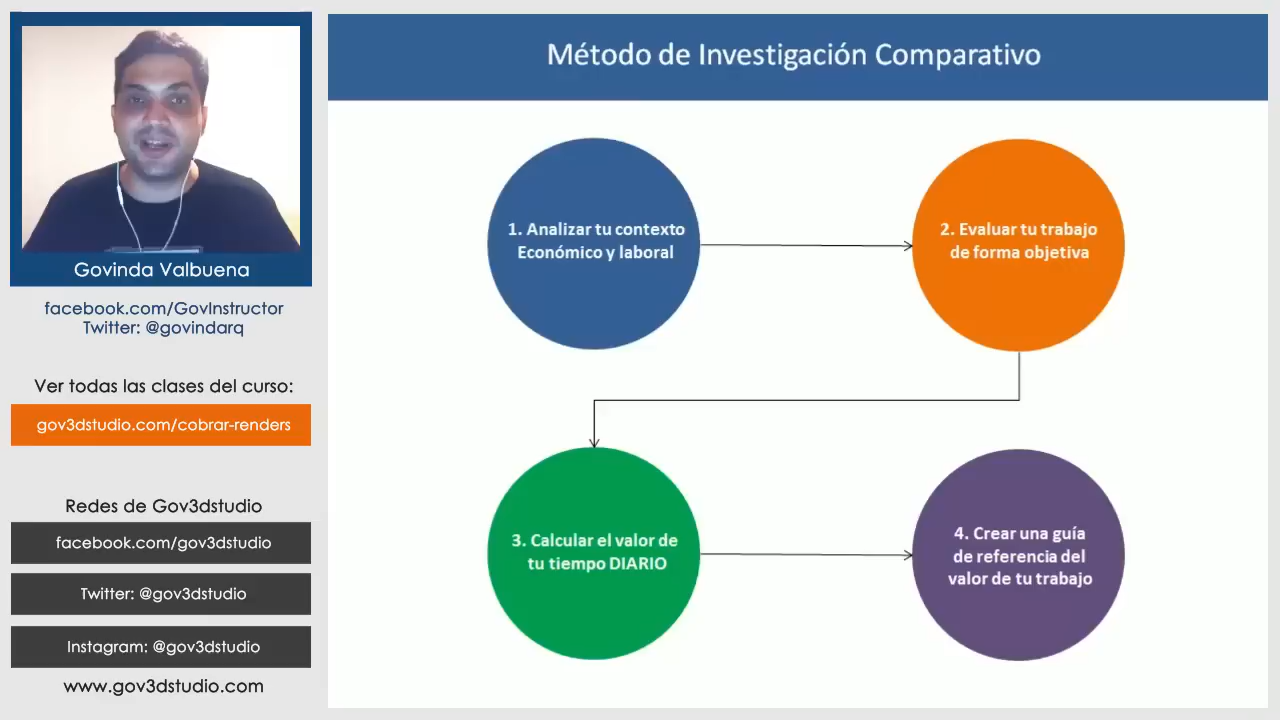 Govinda Valbuena
facebook.com/GovInstructor
Twitter: @govindarq
Ver todas las clases del curso:
gov3dstudio.com/cobrar-renders
Redes de Gov3dstudio
facebook.com/gov3dstudio
Twitter: @gov3dstudio
Instagram: @gov3dstudio
www.gov3dstudio.com
Método de Investigación Comparativo
1. Analizar tu contexto
Económico y laboral
2. Evaluar tu trabajo
de forma objetiva
3. Calcular el valor de
tu tiempo DIARIO
4. Crear una guía
de referencia del
valor de tu trabajo